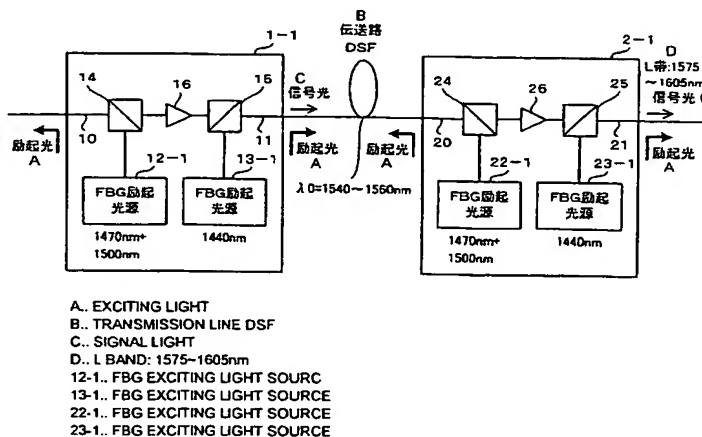 B
伝送路
DSF
1-1
2-1
D
L帯:1575
～1605nm
信号光
14
16
15
C
信号光
24
26
25
10
11
20
21
励起光
A
12-1
13-1
励起光
A
励起光
A
22-1
23-1
励起光
A
λ0=1540～1560nm
FBG励起
光源
FBG励起
光源
FBG励起
光源
FBG励起
光源
1470nm+
1500nm
1440nm
1470nm+
1500nm
1440nm
A.. EXCITING LIGHT
B.. TRANSMISSION LINE DSF
C.. SIGNAL LIGHT
D.. L BAND: 1575~1605nm
12-1.. FBG EXCITING LIGHT SOURC
13-1.. FBG EXCITING LIGHT SOURCE
22-1.. FBG EXCITING LIGHT SOURCE
23-1.. FBG EXCITING LIGHT SOURCE